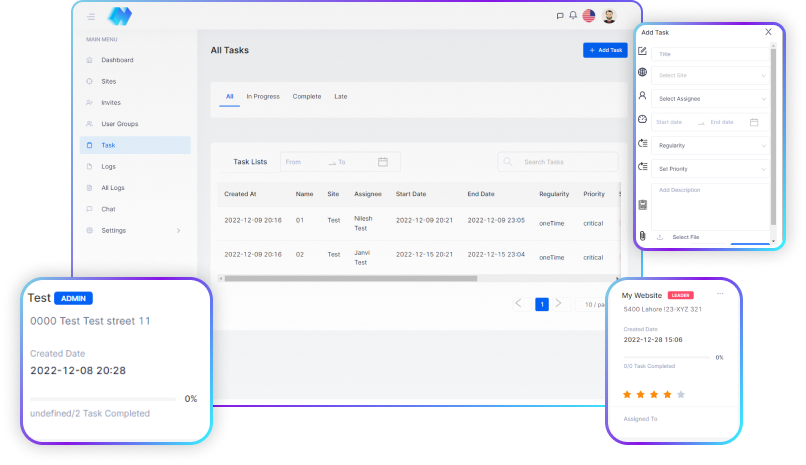 MAIN MENU
Dashboard
Sites
Invites
User Groups
Task
Logs
All Logs
Chat
Settings
All Tasks
+ Add Task
All In Progress Complete Late
Task Lists From To Search Tasks
Created At Name Site Assignee Start Date End Date Regularity Priority S
2022-12-09 20:16 01 Test Nilesh Test 2022-12-09 20:21 2022-12-09 23:05 oneTime critical
2022-12-09 20:16 02 Test Janvi Test 2022-12-15 20:21 2022-12-15 23:04 oneTime critical
1 10 / pa
Add Task X
Title
Select Site
Select Assignee
Start date End date
Regularity
Set Priority
Add Description
Select File
Test ADMIN
0000 Test Test street 11
Created Date
2022-12-08 20:28
0%
undefined/2 Task Completed
My Website LEADER ...
5400 Lahore !23-XYZ 321
Created Date
2022-12-28 15:06
0%
0/0 Task Completed
Assigned To